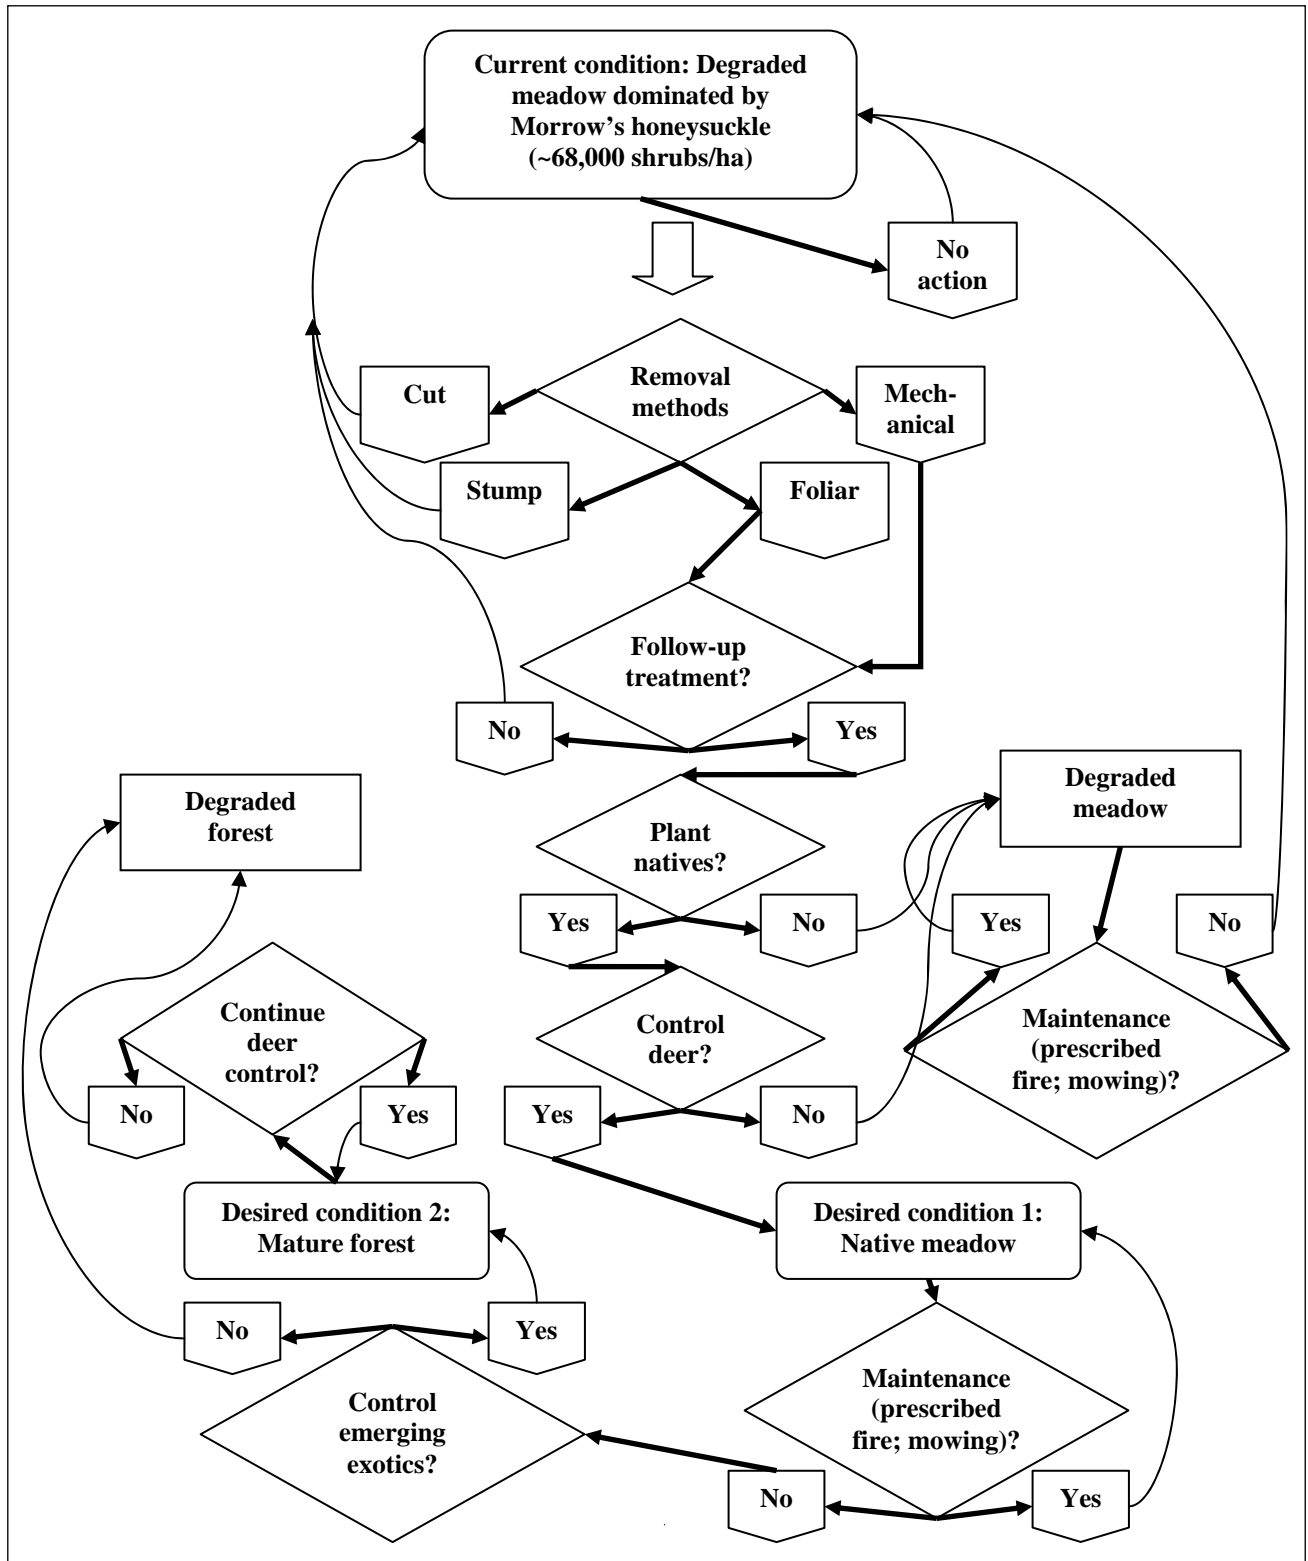 Current condition: Degraded
meadow dominated by
Morrow's honeysuckle
(~68,000 shrubs/ha)
No
action
Removal
methods
Cut
Mech-
anical
Stump
Foliar
Follow-up
treatment?
No
Yes
Degraded
forest
Degraded
meadow
Plant
natives?
Yes
No
Yes
No
Continue
deer
control?
Control
deer?
Maintenance
(prescribed
fire; mowing)?
No
Yes
Yes
No
Desired condition 2:
Mature forest
Desired condition 1:
Native meadow
No
Yes
Control
emerging
exotics?
Maintenance
(prescribed
fire; mowing)?
No
Yes